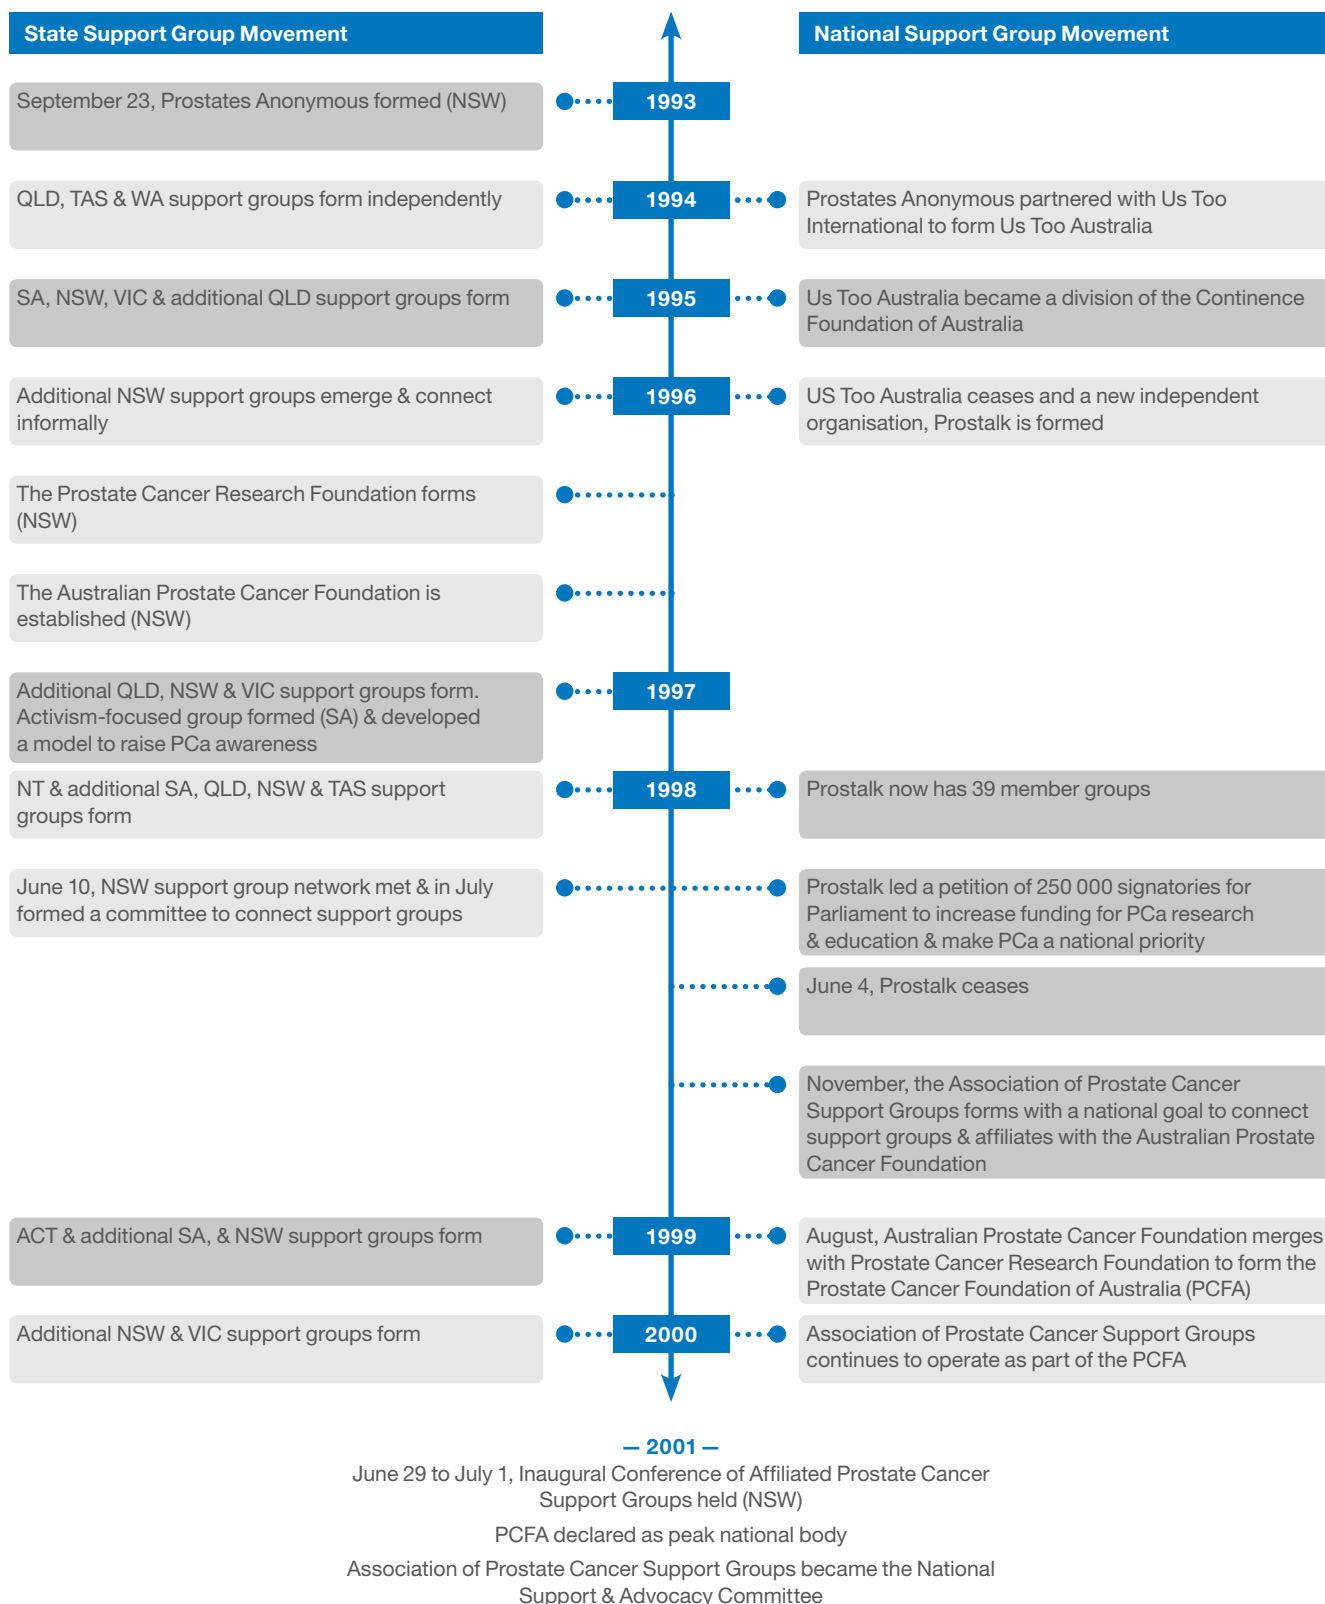 State Support Group Movement
National Support Group Movement
September 23, Prostates Anonymous formed (NSW)
1993
QLD, TAS & WA support groups form independently
1994
Prostates Anonymous partnered with Us Too
International to form Us Too Australia
SA, NSW, VIC & additional QLD support groups form
1995
Us Too Australia became a division of the Continence
Foundation of Australia
Additional NSW support groups emerge & connect
informally
1996
US Too Australia ceases and a new independent
organisation, Prostalk is formed
The Prostate Cancer Research Foundation forms
(NSW)
The Australian Prostate Cancer Foundation is
established (NSW)
Additional QLD, NSW & VIC support groups form.
Activism-focused group formed (SA) & developed
a model to raise PCa awareness
1997
NT & additional SA, QLD, NSW & TAS support
groups form
1998
Prostalk now has 39 member groups
June 10, NSW support group network met & in July
formed a committee to connect support groups
Prostalk led a petition of 250 000 signatories for
Parliament to increase funding for PCa research
& education & make PCa a national priority
June 4, Prostalk ceases
November, the Association of Prostate Cancer
Support Groups forms with a national goal to connect
support groups & affiliates with the Australian Prostate
Cancer Foundation
ACT & additional SA, & NSW support groups form
1999
August, Australian Prostate Cancer Foundation merges
with Prostate Cancer Research Foundation to form the
Prostate Cancer Foundation of Australia (PCFA)
Additional NSW & VIC support groups form
2000
Association of Prostate Cancer Support Groups
continues to operate as part of the PCFA
— 2001 —
June 29 to July 1, Inaugural Conference of Affiliated Prostate Cancer
Support Groups held (NSW)
PCFA declared as peak national body
Association of Prostate Cancer Support Groups became the National
Support & Advocacy Committee